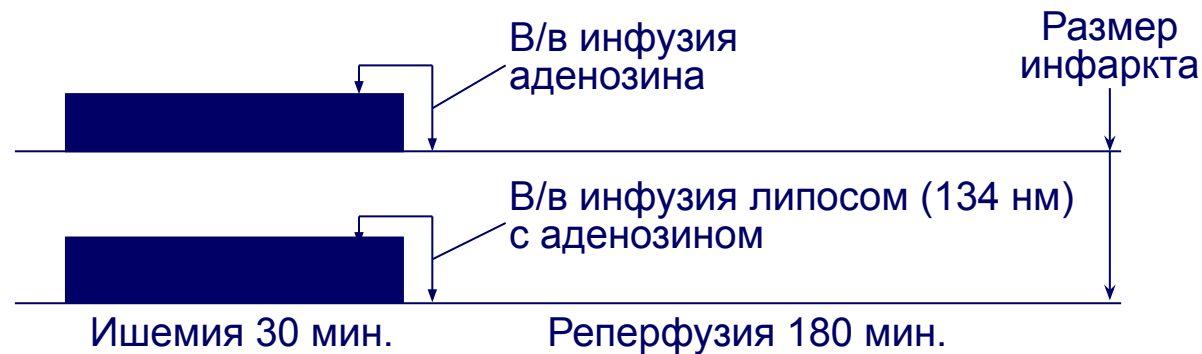 В/в инфузия
аденозина
Размер
инфаркта
В/в инфузия липосом (134 нм)
с аденозином
Ишемия 30 мин.
Реперфузия 180 мин.